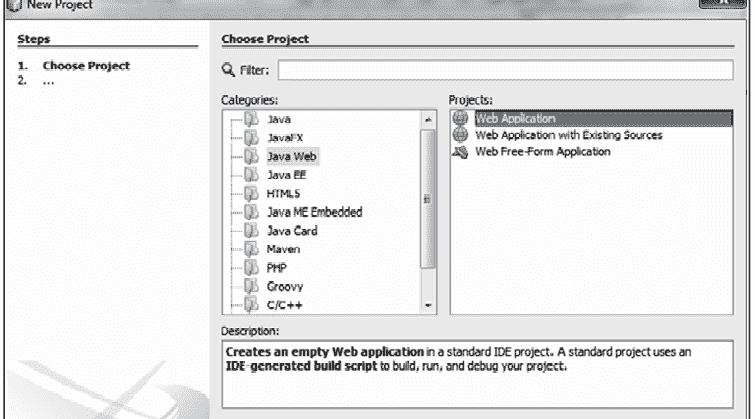 New Project
Steps
1. Choose Project
2. ...
Choose Project
Filter:
Categories:
Java
JavaFX
Java Web
Java EE
HTML5
Java ME Embedded
Java Card
Maven
PHP
Groovy
C/C++
Projects:
Web Application
Web Application with Existing Sources
Web Free-Form Application
Description:
Creates an empty Web application in a standard IDE project. A standard project uses an
IDE-generated build script to build, run, and debug your project.